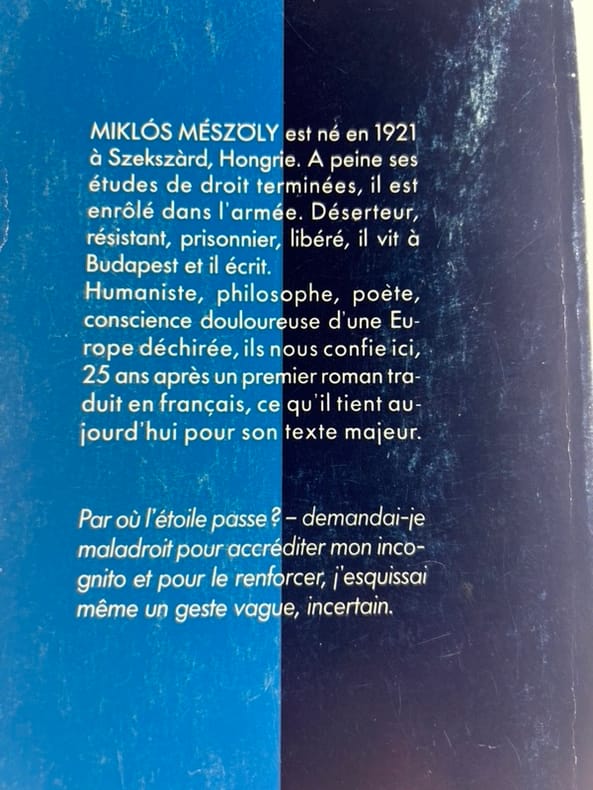 MIKLÓS MÉSZÖLY est né en 1921
à Szekszàrd, Hongrie. A peine ses
études de droit terminées, il est
enrôlé dans l'armée. Déserteur,
résistant, prisonnier, libéré, il vit à
Budapest et il écrit.
Humaniste, philosophe, poète,
conscience douloureuse d'une Eu-
rope déchirée, ils nous confie ici,
25 ans après un premier roman tra-
duit en français, ce qu'il tient au-
jourd'hui pour son texte majeur.
Par où l'étoile passe ? – demandai-je
maladroit pour accréditer mon inco-
gnito et pour le renforcer, j'esquissai
même un geste vague, incertain.